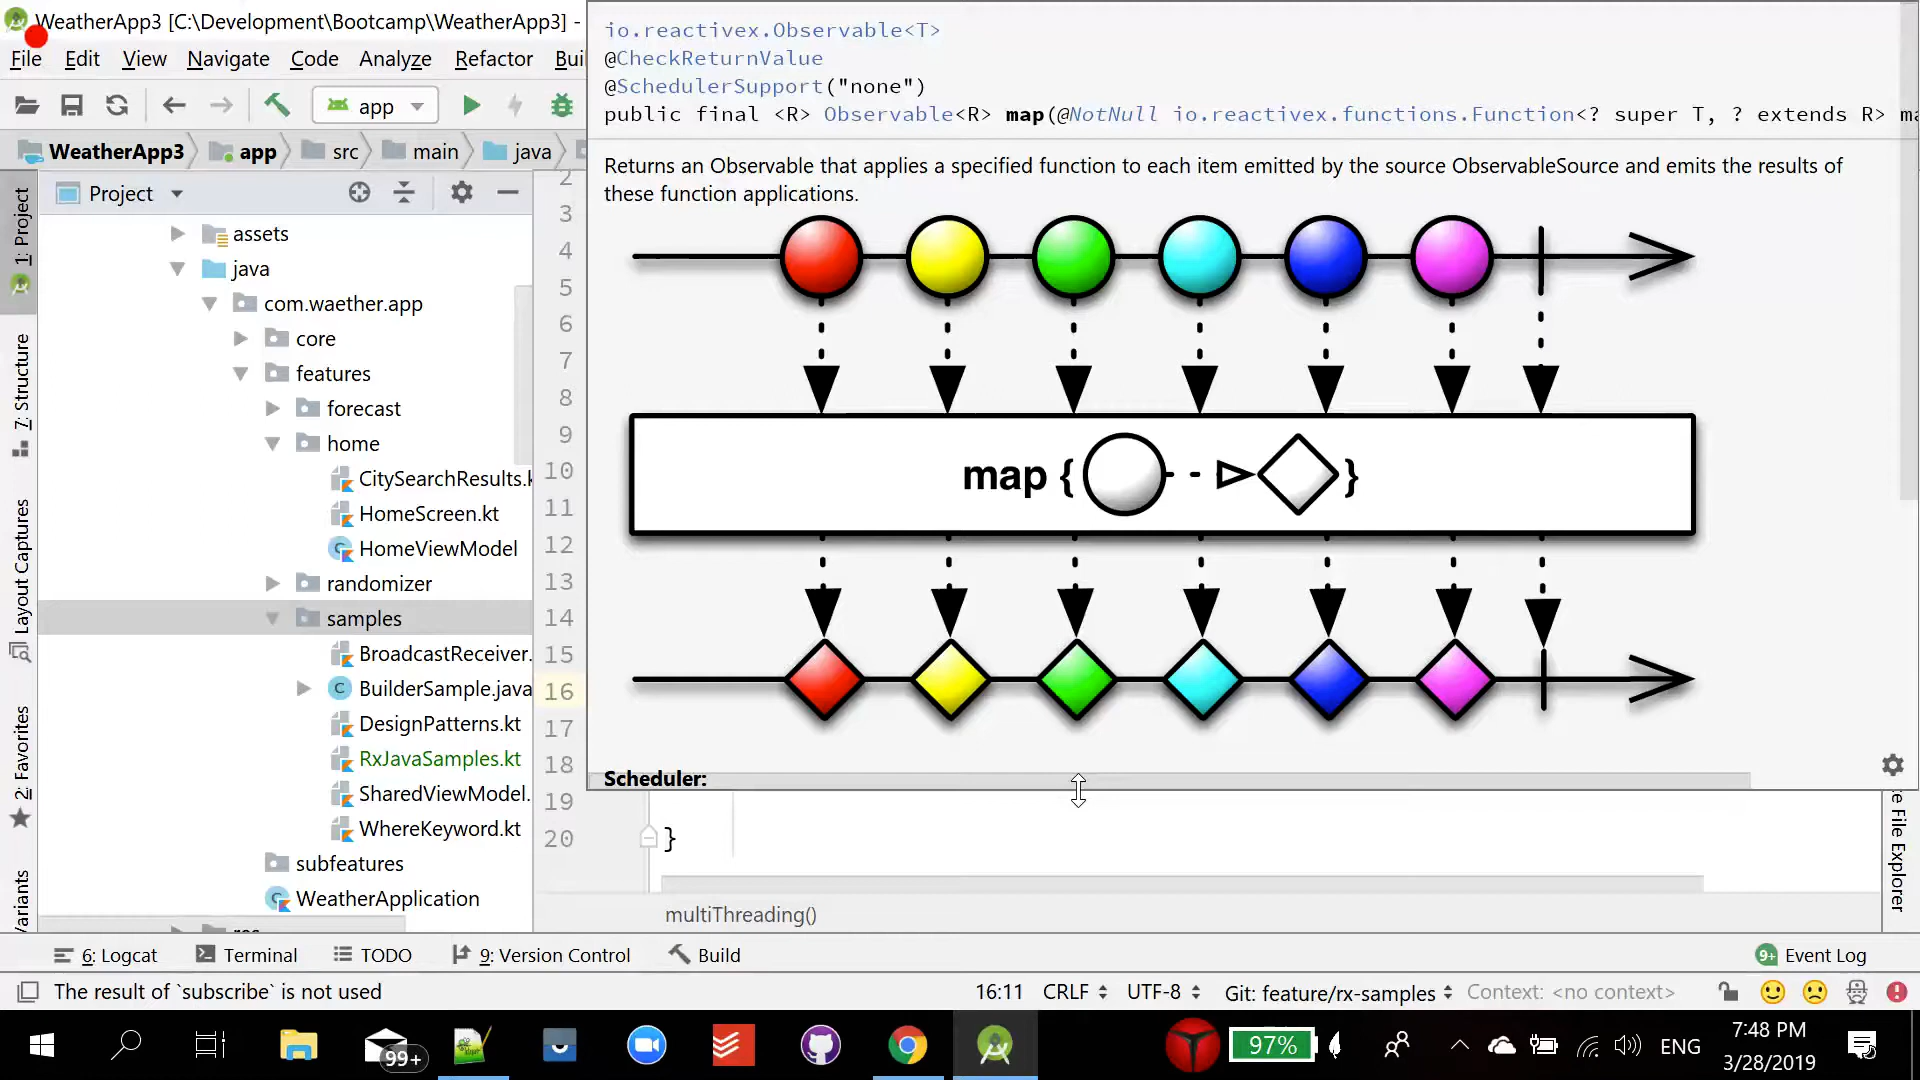 WeatherApp3 [C:\Development\Bootcamp\WeatherApp3] -
File Edit View Navigate Code Analyze Refactor Bui
app
WeatherApp3 app src main java
1: Project
7: Structure
Layout Captures
2: Favorites
Project
assets
java
com.waether.app
core
features
forecast
home
CitySearchResults.k
HomeScreen.kt
HomeViewModel
randomizer
samples
BroadcastReceiver.
BuilderSample.java
DesignPatterns.kt
RxJavaSamples.kt
SharedViewModel.
WhereKeyword.kt
subfeatures
WeatherApplication
2
3
4
5
6
7
8
9
10
11
12
13
14
15
16
17
18
19
20
io.reactivex.Observable<T>
@CheckReturnValue
@SchedulerSupport("none")
public final <R> Observable<R> map(@NotNull io.reactivex.functions.Function<? super T, ? extends R> ma
Returns an Observable that applies a specified function to each item emitted by the source ObservableSource and emits the results of
these function applications.
map { }
Scheduler:
}
multiThreading()
File Explorer
6: Logcat Terminal TODO 9: Version Control Build 9+ Event Log
The result of `subscribe` is not used 16:11 CRLF UTF-8 Git: feature/rx-samples Context: <no context>
99+ 97% ENG
7:48 PM
3/28/2019